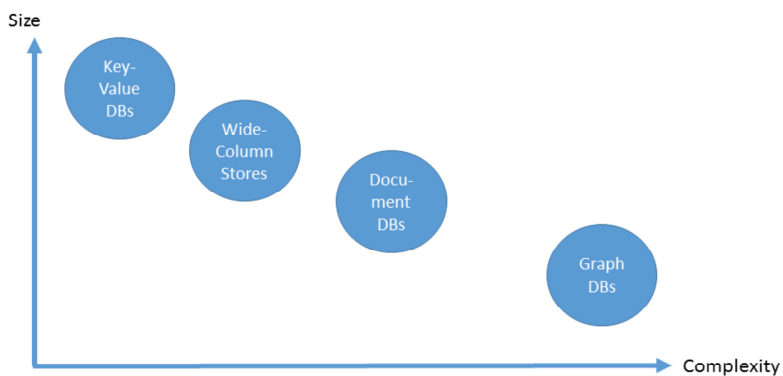 Size
Key-
Value
DBs
Wide-
Column
Stores
Docu-
ment
DBs
Graph
DBs
Complexity